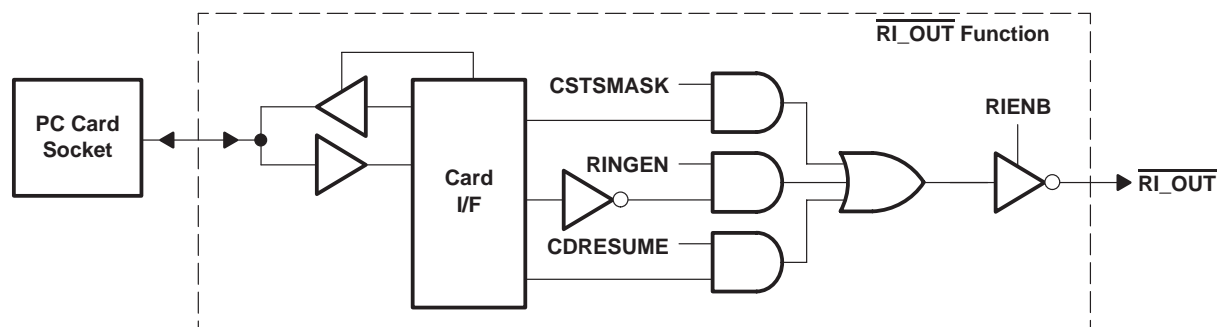 RI_OUT Function
CSTSMASK
PC Card
Socket
RIENB
Card
I/F
RINGEN
RI_OUT
CDRESUME